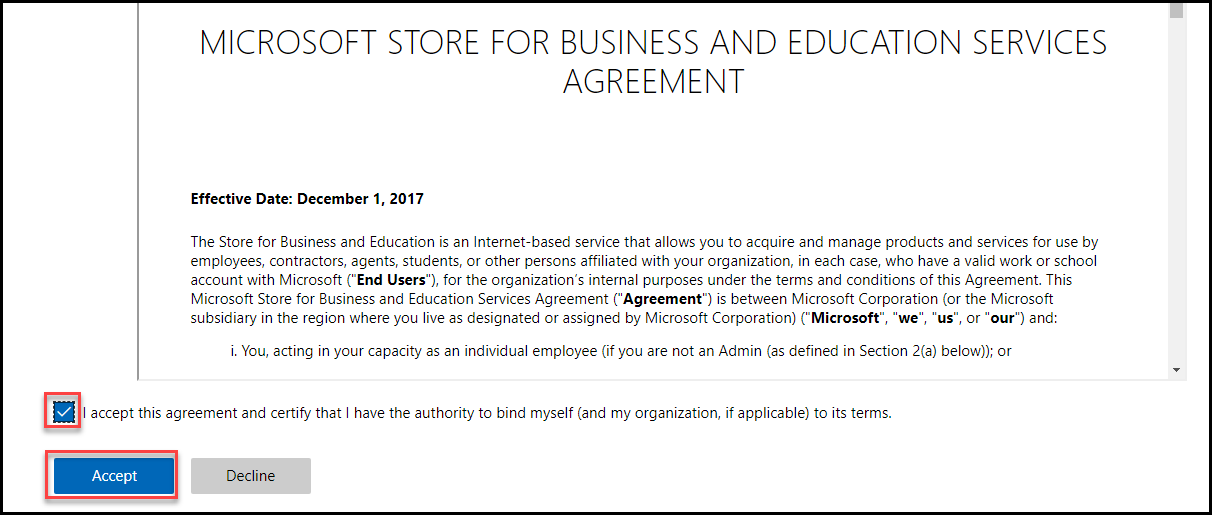 MICROSOFT STORE FOR BUSINESS AND EDUCATION SERVICES
AGREEMENT
Effective Date: December 1, 2017
The Store for Business and Education is an Internet-based service that allows you to acquire and manage products and services for use by
employees, contractors, agents, students, or other persons affiliated with your organization, in each case, who have a valid work or school
account with Microsoft ("End Users"), for the organization’s internal purposes under the terms and conditions of this Agreement. This
Microsoft Store for Business and Education Services Agreement ("Agreement") is between Microsoft Corporation (or the Microsoft
subsidiary in the region where you live as designated or assigned by Microsoft Corporation) ("Microsoft", "we", "us", or "our") and:
i. You, acting in your capacity as an individual employee (if you are not an Admin (as defined in Section 2(a) below)); or
I accept this agreement and certify that I have the authority to bind myself (and my organization, if applicable) to its terms.
Accept Decline